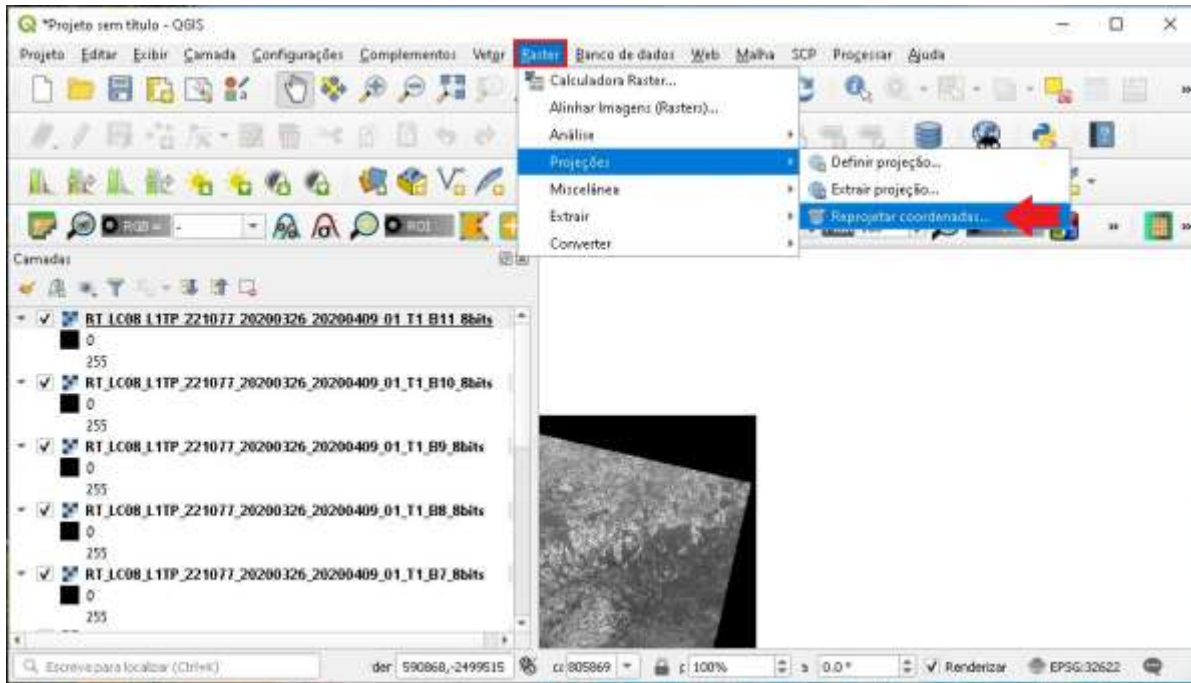 *Projeto sem título - QGIS
Projeto Editar Exibir Camada Configurações Complementos Vetor Raster Banco de dados Web Malha SCP Processar Ajuda
Calculadora Raster...
Alinhar Imagens (Rasters)...
Análise
Projeções
Miscelânea
Extrair
Converter
Definir projeção...
Extrair projeção...
Reprojetar coordenadas...
RGB =
-
ROI
Camadas
RT_LC08_L1TP_221077_20200326_20200409_01_T1_B11_8bits
0
255
RT_LC08_L1TP_221077_20200326_20200409_01_T1_B10_8bits
0
255
RT_LC08_L1TP_221077_20200326_20200409_01_T1_B9_8bits
0
255
RT_LC08_L1TP_221077_20200326_20200409_01_T1_B8_8bits
0
255
RT_LC08_L1TP_221077_20200326_20200409_01_T1_B7_8bits
0
255
Escreva para localizar (Ctrl+K) der 590868,-2499515 805869 100% 0.0° Renderizar EPSG:32622